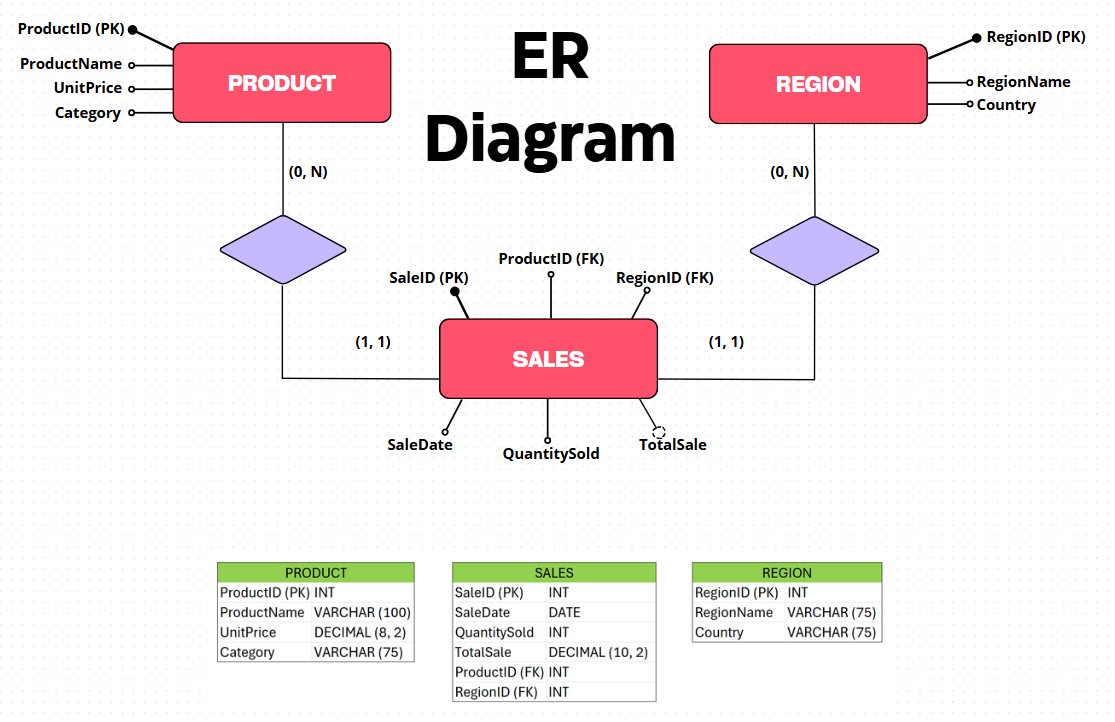 ER
Diagram
ProductID (PK)
ProductName
UnitPrice
Category
PRODUCT
REGION
RegionID (PK)
RegionName
Country
(0, N)
(0, N)
ProductID (FK)
SaleID (PK)
RegionID (FK)
(1, 1)
SALES
(1, 1)
SaleDate
QuantitySold
TotalSale
PRODUCT
ProductID (PK) INT
ProductName VARCHAR (100)
UnitPrice DECIMAL (8, 2)
Category VARCHAR (75)
SALES
SaleID (PK) INT
SaleDate DATE
QuantitySold INT
TotalSale DECIMAL (10, 2)
ProductID (FK) INT
RegionID (FK) INT
REGION
RegionID (PK) INT
RegionName VARCHAR (75)
Country VARCHAR (75)